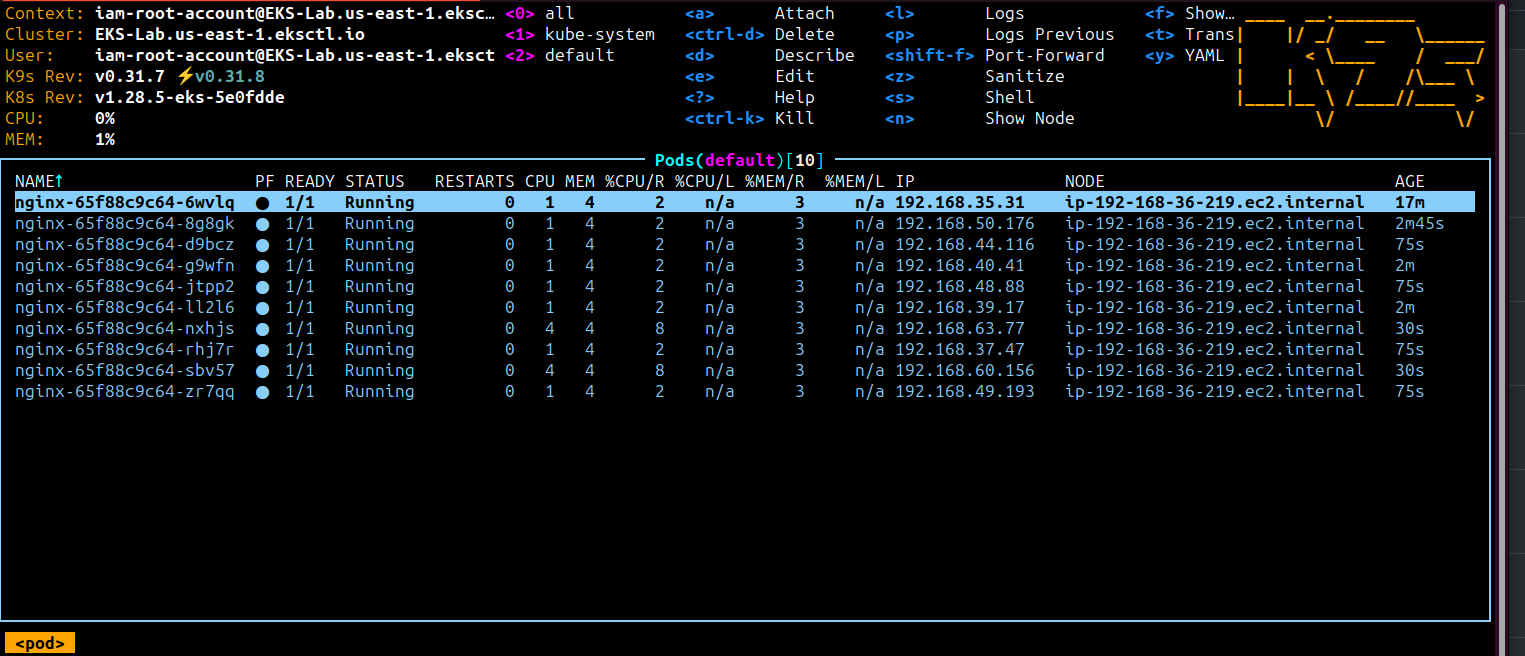 Context: iam-root-account@EKS-Lab.us-east-1.eksc… <0> all <a> Attach <l> Logs <f> Show…
Cluster: EKS-Lab.us-east-1.eksctl.io <1> kube-system <ctrl-d> Delete <p> Logs Previous <t> Trans
User: iam-root-account@EKS-Lab.us-east-1.eksct <2> default <d> Describe <shift-f> Port-Forward <y> YAML
K9s Rev: v0.31.7 ⚡v0.31.8 <e> Edit <z> Sanitize
K8s Rev: v1.28.5-eks-5e0fdde <?> Help <s> Shell
CPU: 0% <ctrl-k> Kill <n> Show Node
MEM: 1%
Pods(default)[10]
NAME↑ PF READY STATUS RESTARTS CPU MEM %CPU/R %CPU/L %MEM/R %MEM/L IP NODE AGE
nginx-65f88c9c64-6wvlq ● 1/1 Running 0 1 4 2 n/a 3 n/a 192.168.35.31 ip-192-168-36-219.ec2.internal 17m
nginx-65f88c9c64-8g8gk ● 1/1 Running 0 1 4 2 n/a 3 n/a 192.168.50.176 ip-192-168-36-219.ec2.internal 2m45s
nginx-65f88c9c64-d9bcz ● 1/1 Running 0 1 4 2 n/a 3 n/a 192.168.44.116 ip-192-168-36-219.ec2.internal 75s
nginx-65f88c9c64-g9wfn ● 1/1 Running 0 1 4 2 n/a 3 n/a 192.168.40.41 ip-192-168-36-219.ec2.internal 2m
nginx-65f88c9c64-jtpp2 ● 1/1 Running 0 1 4 2 n/a 3 n/a 192.168.48.88 ip-192-168-36-219.ec2.internal 75s
nginx-65f88c9c64-ll2l6 ● 1/1 Running 0 1 4 2 n/a 3 n/a 192.168.39.17 ip-192-168-36-219.ec2.internal 2m
nginx-65f88c9c64-nxhjs ● 1/1 Running 0 4 4 8 n/a 3 n/a 192.168.63.77 ip-192-168-36-219.ec2.internal 30s
nginx-65f88c9c64-rhj7r ● 1/1 Running 0 1 4 2 n/a 3 n/a 192.168.37.47 ip-192-168-36-219.ec2.internal 75s
nginx-65f88c9c64-sbv57 ● 1/1 Running 0 4 4 8 n/a 3 n/a 192.168.60.156 ip-192-168-36-219.ec2.internal 30s
nginx-65f88c9c64-zr7qq ● 1/1 Running 0 1 4 2 n/a 3 n/a 192.168.49.193 ip-192-168-36-219.ec2.internal 75s
<pod>